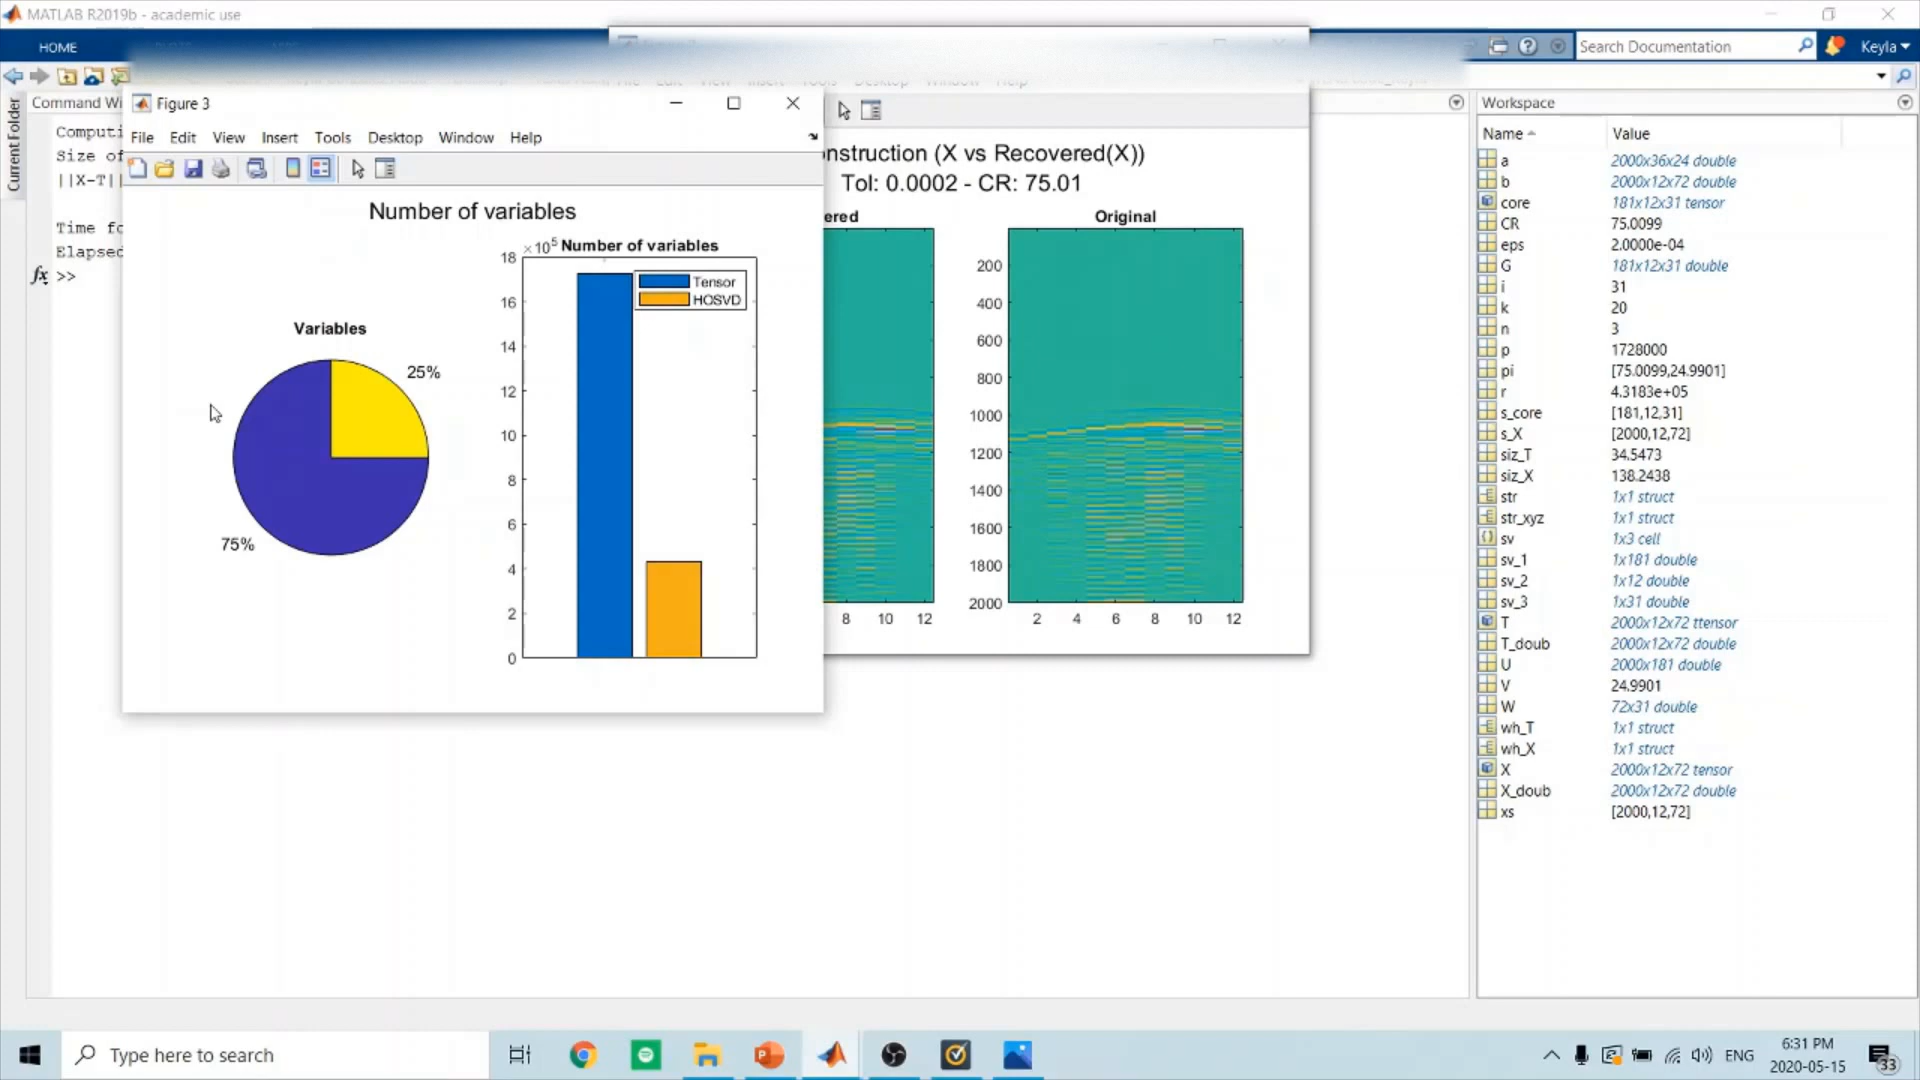 MATLAB R2019b - academic use
HOME
Search Documentation
Keyla
Current Folder
Command Wi
Computi
Size of
||X-T||
Time fo
Elapsed
fx >>
Figure 3
File Edit View Insert Tools Desktop Window Help
Number of variables
Variables
25%
75%
×10^5 Number of variables
18
16
14
12
10
8
6
4
2
0
Tensor
HOSVD
nstruction (X vs Recovered(X))
Tol: 0.0002 - CR: 75.01
ered
8 10 12
Original
200
400
600
800
1000
1200
1400
1600
1800
2000
2 4 6 8 10 12
Workspace
Name Value
a 2000x36x24 double
b 2000x12x72 double
core 181x12x31 tensor
CR 75.0099
eps 2.0000e-04
G 181x12x31 double
i 31
k 20
n 3
p 1728000
pi [75.0099,24.9901]
r 4.3183e+05
s_core [181,12,31]
s_X [2000,12,72]
siz_T 34.5473
siz_X 138.2438
str 1x1 struct
str_xyz 1x1 struct
sv 1x3 cell
sv_1 1x181 double
sv_2 1x12 double
sv_3 1x31 double
T 2000x12x72 ttensor
T_doub 2000x12x72 double
U 2000x181 double
V 24.9901
W 72x31 double
wh_T 1x1 struct
wh_X 1x1 struct
X 2000x12x72 tensor
X_doub 2000x12x72 double
xs [2000,12,72]
Type here to search
ENG
6:31 PM
2020-05-15
33